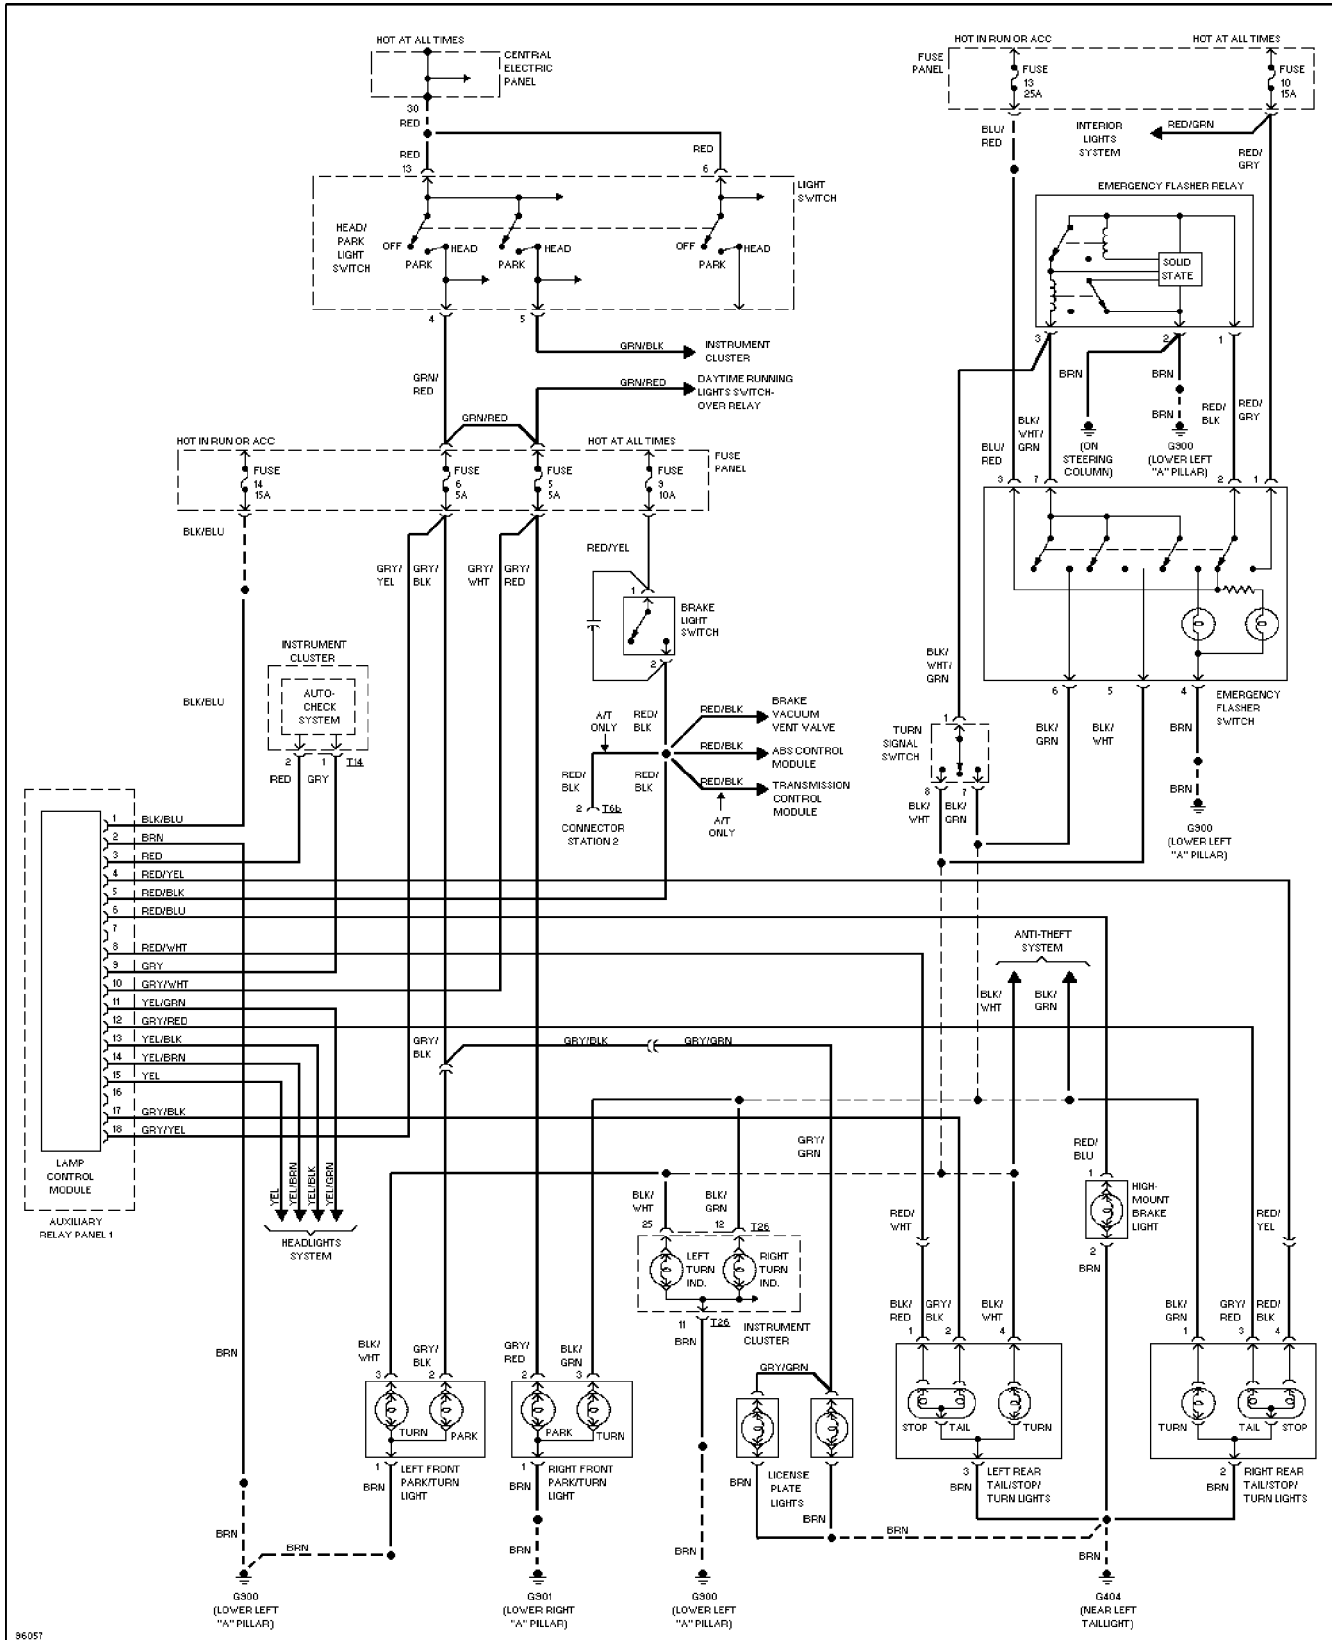 HOT AT ALL TIMES
CENTRAL
ELECTRIC
PANEL
30
RED
RED
13
RED
6
LIGHT
SWITCH
HEAD/
PARK
LIGHT
SWITCH
OFF
HEAD
PARK
HEAD
PARK
OFF
HEAD
PARK
4
5
GRN/BLK
INSTRUMENT
CLUSTER
GRN/
RED
GRN/RED
DAYTIME RUNNING
LIGHTS SWITCH-
OVER RELAY
GRN/RED
HOT IN RUN OR ACC
HOT AT ALL TIMES
FUSE
PANEL
FUSE
14
15A
FUSE
6
5A
FUSE
5
5A
FUSE
9
10A
BLK/BLU
GRY/
YEL
GRY/
BLK
GRY/
WHT
GRY/
RED
RED/YEL
1
BRAKE
LIGHT
SWITCH
2
INSTRUMENT
CLUSTER
AUTO-
CHECK
SYSTEM
2
1
T14
RED
GRY
BLK/BLU
A/T
ONLY
RED/
BLK
RED/BLK
BRAKE
VACUUM
VENT VALVE
RED/BLK
ABS CONTROL
MODULE
RED/BLK
TRANSMISSION
CONTROL
MODULE
A/T
ONLY
RED/
BLK
RED/
BLK
2
T6b
CONNECTOR
STATION 2
HOT IN RUN OR ACC
HOT AT ALL TIMES
FUSE
PANEL
FUSE
13
25A
FUSE
10
15A
BLU/
RED
INTERIOR
LIGHTS
SYSTEM
RED/GRN
RED/
GRY
EMERGENCY FLASHER RELAY
SOLID
STATE
3
2
1
BRN
BRN
BRN
RED/
BLK
RED/
GRY
BLU/
RED
BLK/
WHT/
GRN
(ON
STEERING
COLUMN)
G900
(LOWER LEFT
"A" PILLAR)
3
7
2
1
6
5
4
EMERGENCY
FLASHER
SWITCH
BLK/
WHT/
GRN
1
TURN
SIGNAL
SWITCH
8
7
BLK/
WHT
BLK/
GRN
BLK/
GRN
BLK/
WHT
BRN
BRN
G900
(LOWER LEFT
"A" PILLAR)
1
BLK/BLU
2
BRN
3
RED
4
RED/YEL
5
RED/BLK
6
RED/BLU
7
8
RED/WHT
9
GRY
10
GRY/WHT
11
YEL/GRN
12
GRY/RED
13
YEL/BLK
14
YEL/BRN
15
YEL
16
17
GRY/BLK
18
GRY/YEL
LAMP
CONTROL
MODULE
AUXILIARY
RELAY PANEL 1
YEL
YEL/BRN
YEL/BLK
YEL/GRN
HEADLIGHTS
SYSTEM
ANTI-THEFT
SYSTEM
BLK/
WHT
BLK/
GRN
GRY/
BLK
GRY/BLK
GRY/GRN
GRY/
GRN
BLK/
WHT
BLK/
GRN
25
12
T26
LEFT
TURN
IND.
RIGHT
TURN
IND.
11
T26
INSTRUMENT
CLUSTER
BRN
RED/
BLU
1
HIGH-
MOUNT
BRAKE
LIGHT
2
BRN
RED/
WHT
RED/
YEL
BLK/
RED
GRY/
BLK
BLK/
WHT
1
2
4
BLK/
GRN
GRY/
RED
RED/
BLK
1
3
4
STOP
TAIL
TURN
TURN
TAIL
STOP
3
BRN
LEFT REAR
TAIL/STOP/
TURN LIGHTS
2
BRN
RIGHT REAR
TAIL/STOP/
TURN LIGHTS
BRN
BLK/
WHT
GRY/
BLK
3
2
TURN
PARK
1
BRN
LEFT FRONT
PARK/TURN
LIGHT
GRY/
RED
BLK/
GRN
2
3
PARK
TURN
1
BRN
RIGHT FRONT
PARK/TURN
LIGHT
GRY/GRN
LICENSE
PLATE
LIGHTS
BRN
BRN
BRN
BRN
BRN
BRN
BRN
BRN
G900
(LOWER LEFT
"A" PILLAR)
G901
(LOWER RIGHT
"A" PILLAR)
G900
(LOWER LEFT
"A" PILLAR)
G404
(NEAR LEFT
TAILLIGHT)
96057